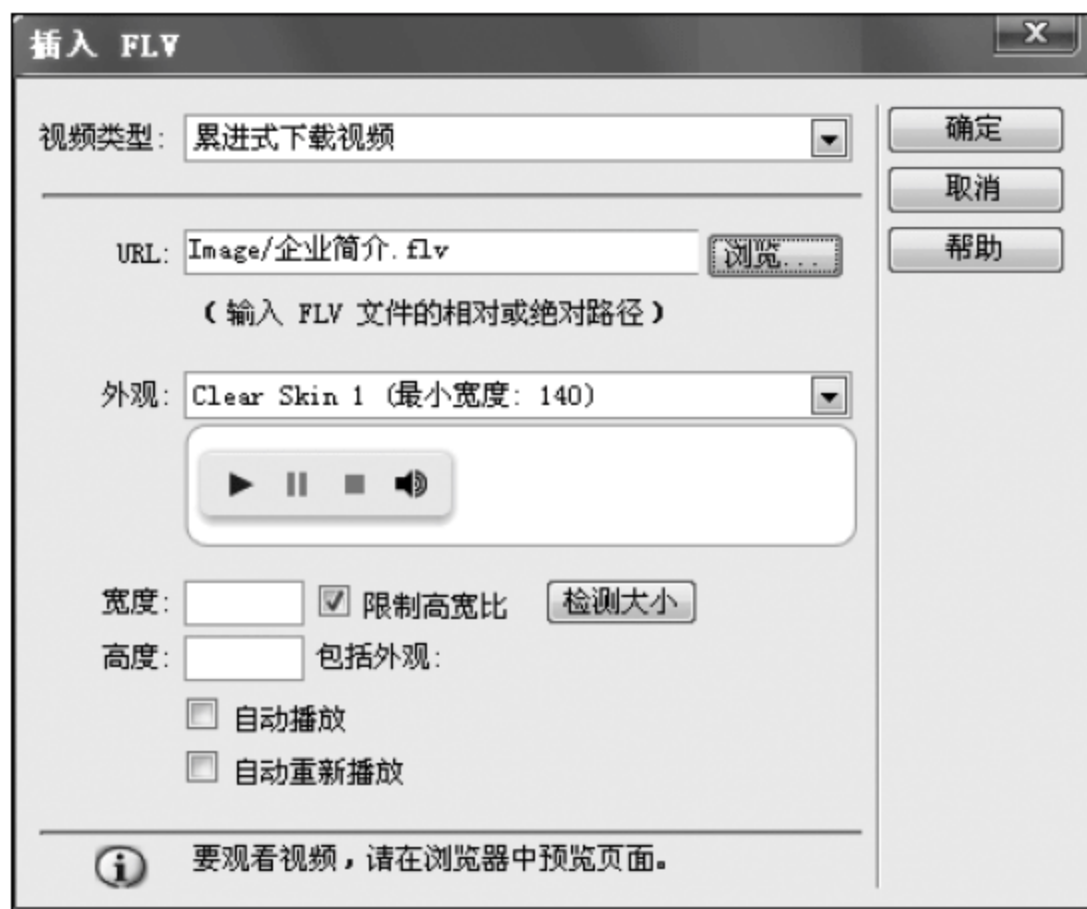 插入 FLV
视频类型: 累进式下载视频
确定
取消
URL: Image/企业简介.flv 浏览...
帮助
(输入 FLV 文件的相对或绝对路径)
外观: Clear Skin 1 (最小宽度: 140)
宽度: 限制高宽比 检测大小
高度: 包括外观:
自动播放
自动重新播放
要观看视频，请在浏览器中预览页面。